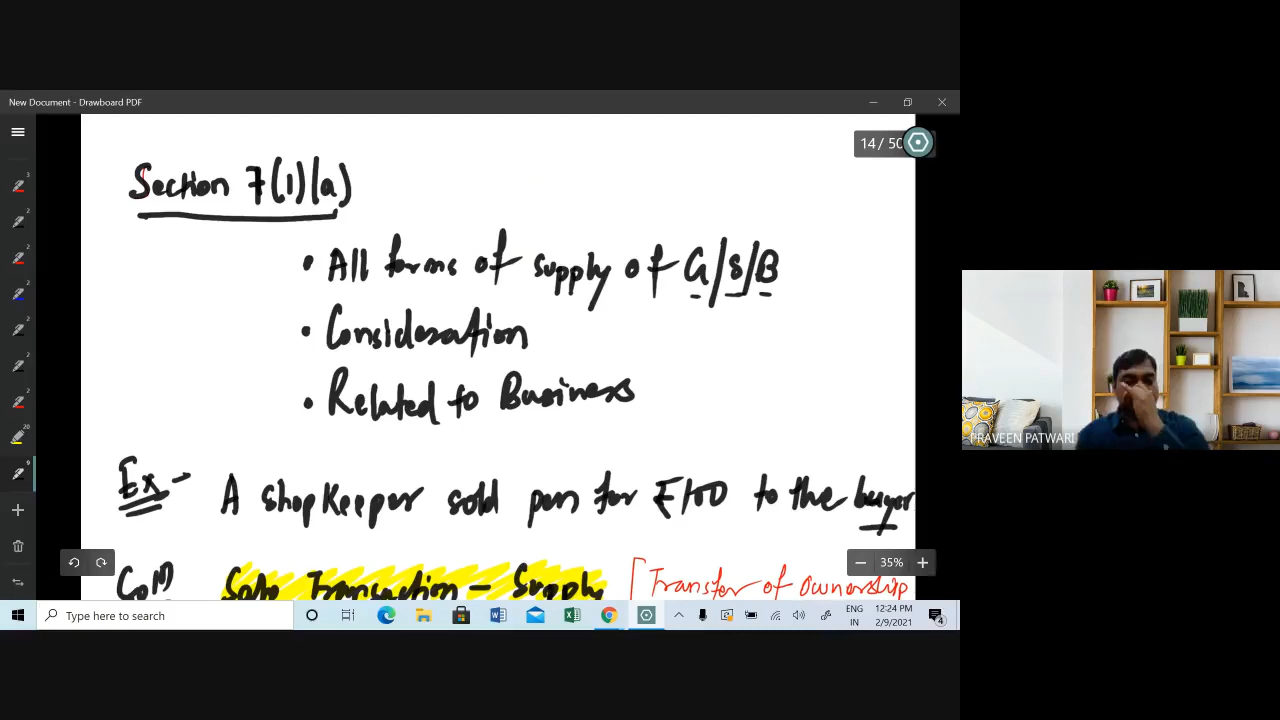 New Document - Drawboard PDF
14 / 50
Section 7(1)(a)
• All forms of supply of G/S/B
• Consideration
• Related to Business
Ex - A shopkeeper sold pen for ₹100 to the buyer
Sale Transaction - Supply [Transfer of ownership
35%
PRAVEEN PATWARI
Type here to search
ENG
IN
12:24 PM
2/9/2021
4